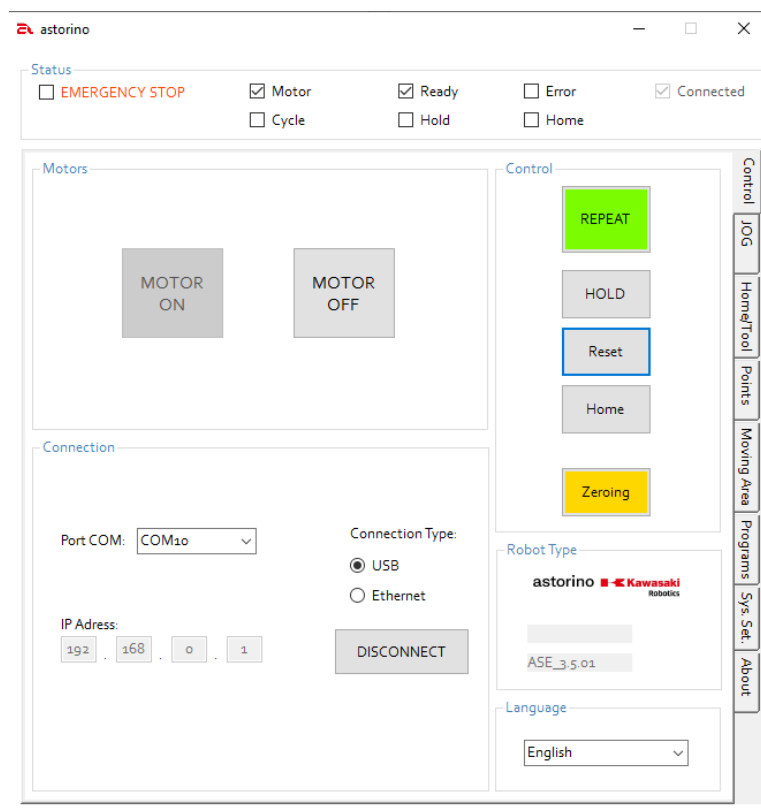 astorino
Status
EMERGENCY STOP
Motor
Ready
Error
Connected
Cycle
Hold
Home
Motors
MOTOR
ON
MOTOR
OFF
Control
REPEAT
HOLD
Reset
Home
Zeroing
Connection
Port COM:
COM10
Connection Type:
USB
Ethernet
IP Adress:
192 . 168 . 0 . 1
DISCONNECT
Robot Type
astorino Kawasaki
Robotics
ASE_3.5.01
Language
English
Control
JOG
Home/Tool
Points
Moving Area
Programs
Sys. Set.
About